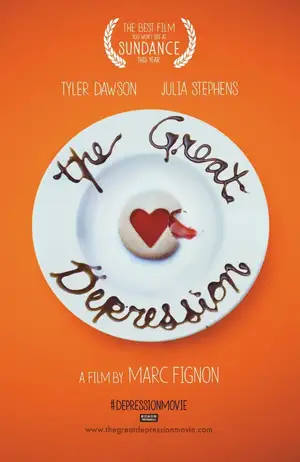 THE BEST FILM
YOU WON'T SEE AT
SUNDANCE
THIS YEAR
TYLER DAWSON JULIA STEPHENS
the Great
Depression
A FILM BY MARC FIGNON
#DEPRESSIONMOVIE
www.thegreatdepressionmovie.com